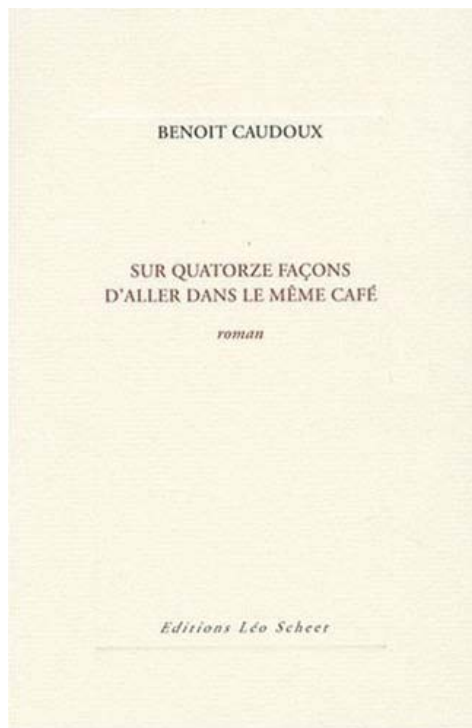 BENOIT CAUDOUX
SUR QUATORZE FAÇONS
D'ALLER DANS LE MÊME CAFÉ
roman
Editions Léo Scheer